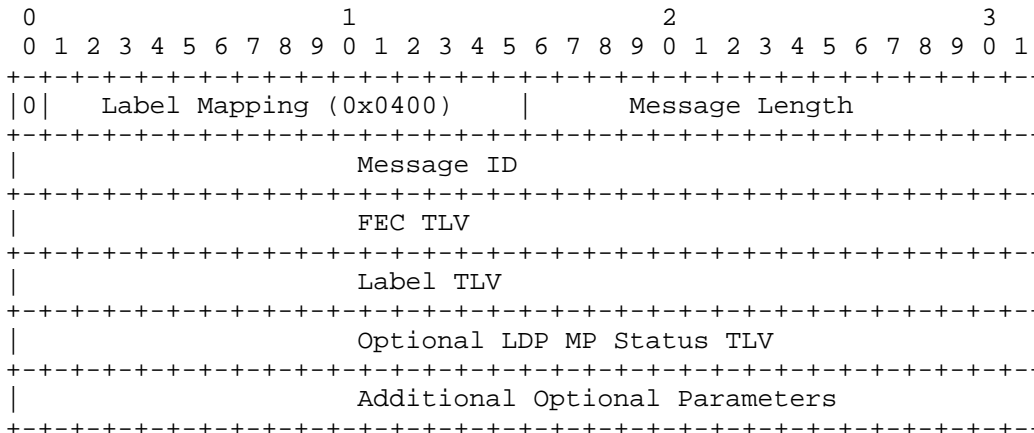 0                   1                   2                   3
 0 1 2 3 4 5 6 7 8 9 0 1 2 3 4 5 6 7 8 9 0 1 2 3 4 5 6 7 8 9 0 1
+-+-+-+-+-+-+-+-+-+-+-+-+-+-+-+-+-+-+-+-+-+-+-+-+-+-+-+-+-+-+-+-
|0|   Label Mapping (0x0400)    |      Message Length
+-+-+-+-+-+-+-+-+-+-+-+-+-+-+-+-+-+-+-+-+-+-+-+-+-+-+-+-+-+-+-+-
|                     Message ID
+-+-+-+-+-+-+-+-+-+-+-+-+-+-+-+-+-+-+-+-+-+-+-+-+-+-+-+-+-+-+-+-
|                     FEC TLV
+-+-+-+-+-+-+-+-+-+-+-+-+-+-+-+-+-+-+-+-+-+-+-+-+-+-+-+-+-+-+-+-
|                     Label TLV
+-+-+-+-+-+-+-+-+-+-+-+-+-+-+-+-+-+-+-+-+-+-+-+-+-+-+-+-+-+-+-+-
|                     Optional LDP MP Status TLV
+-+-+-+-+-+-+-+-+-+-+-+-+-+-+-+-+-+-+-+-+-+-+-+-+-+-+-+-+-+-+-+-
|                     Additional Optional Parameters
+-+-+-+-+-+-+-+-+-+-+-+-+-+-+-+-+-+-+-+-+-+-+-+-+-+-+-+-+-+-+-+-